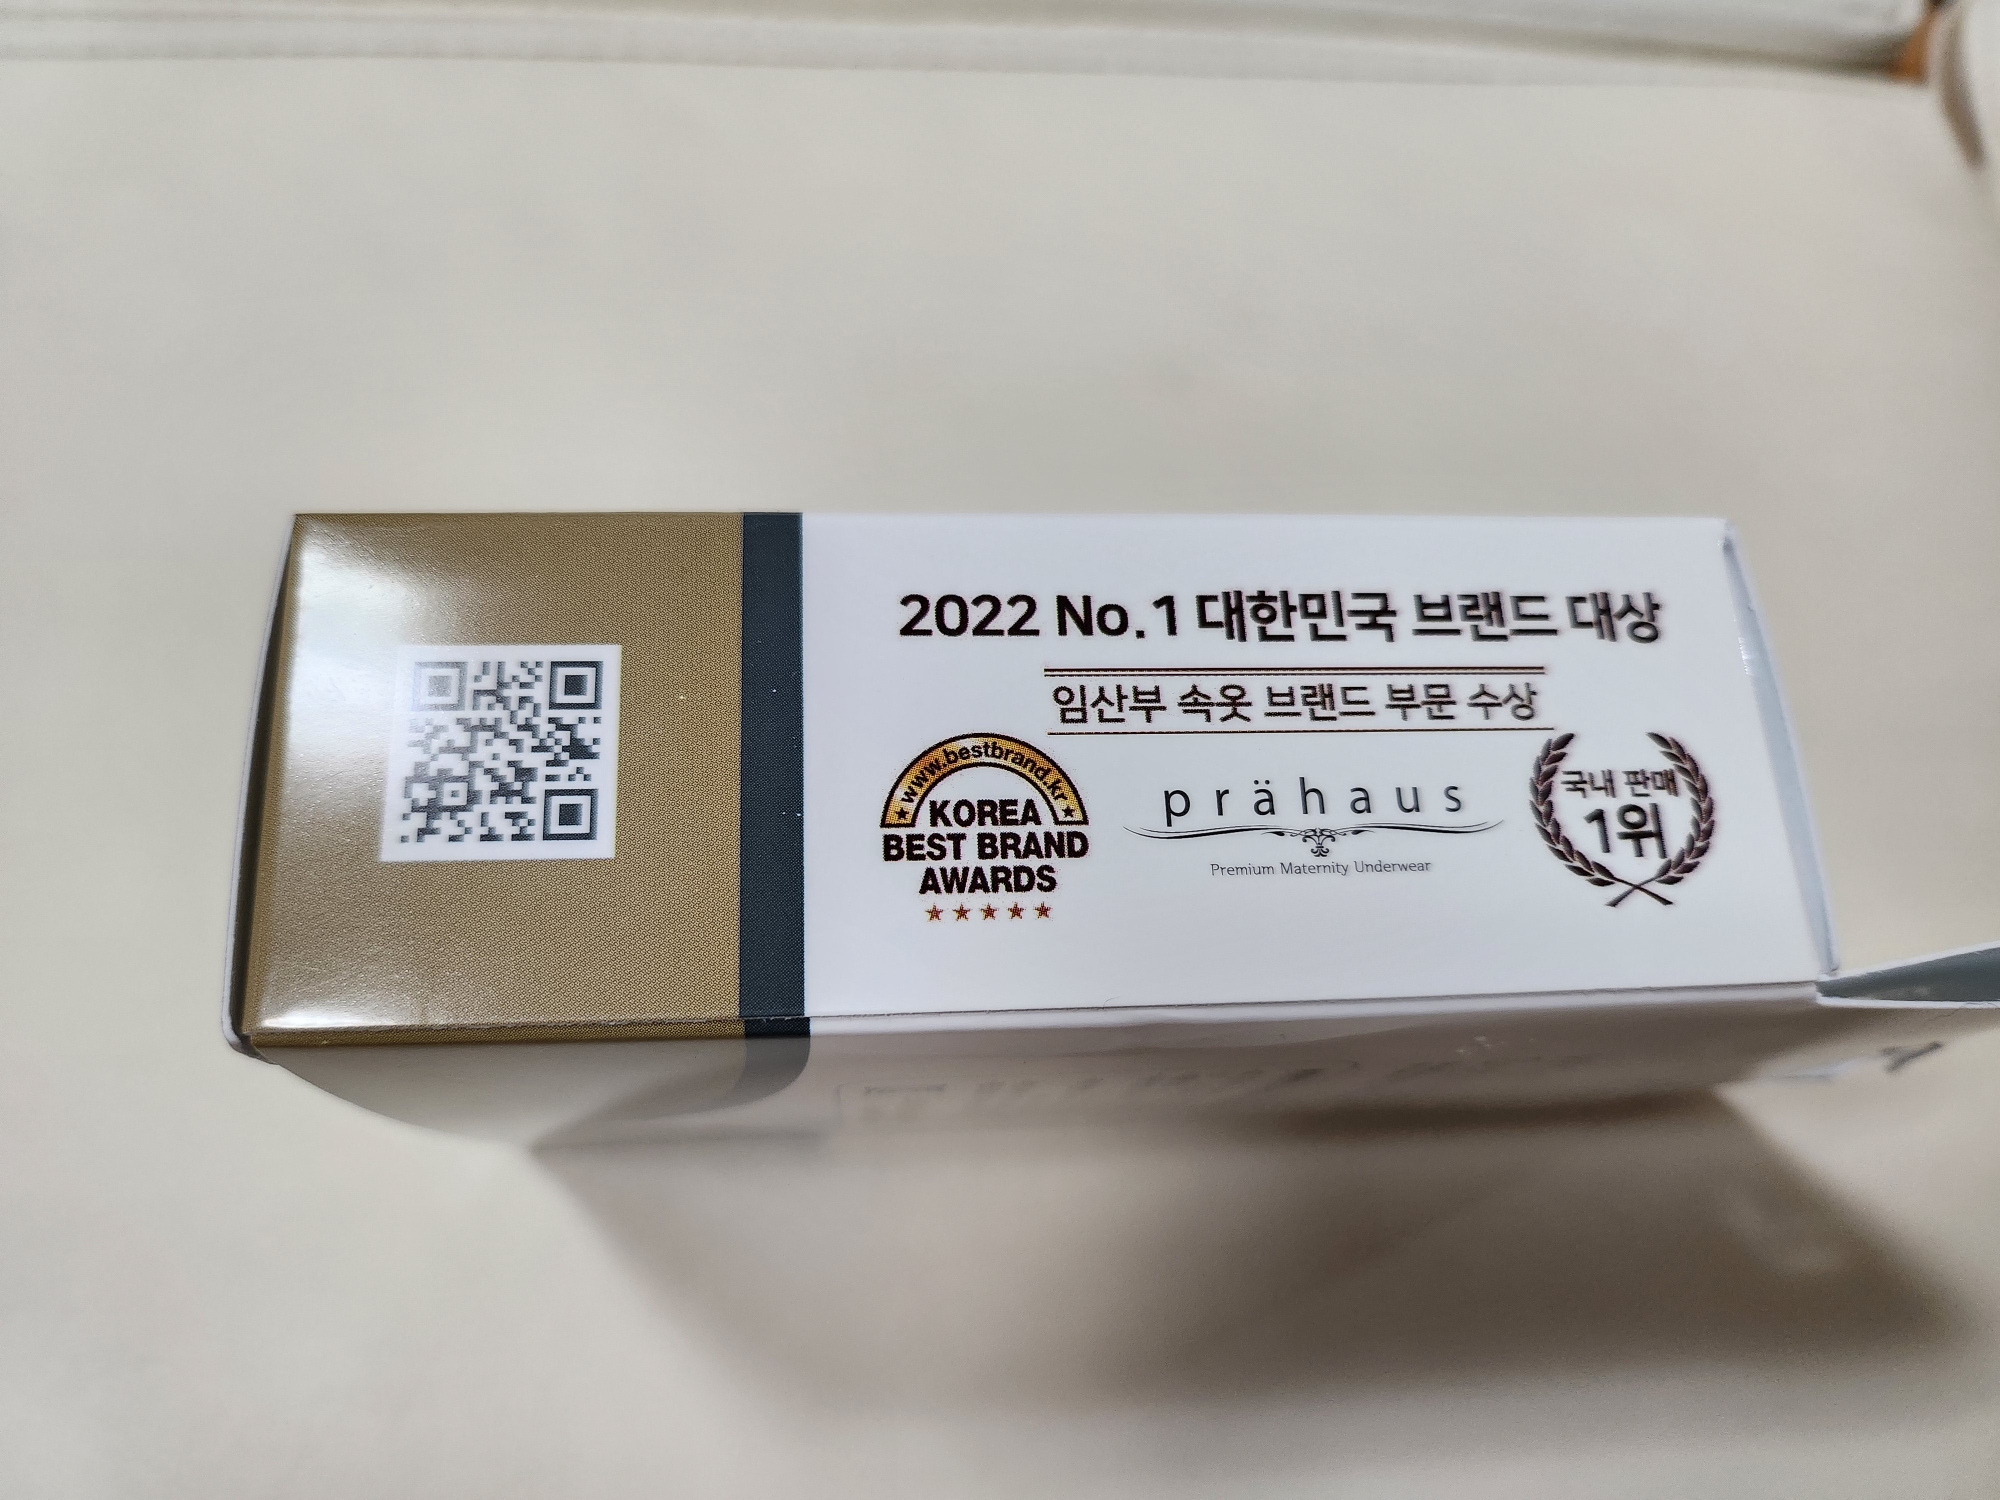 2022 No.1 대한민국 브랜드 대상
임산부 속옷 브랜드 부문 수상
www.bestbrand.kr
KOREA
BEST BRAND
AWARDS
prähaus
Premium Maternity Underwear
국내 판매
1위